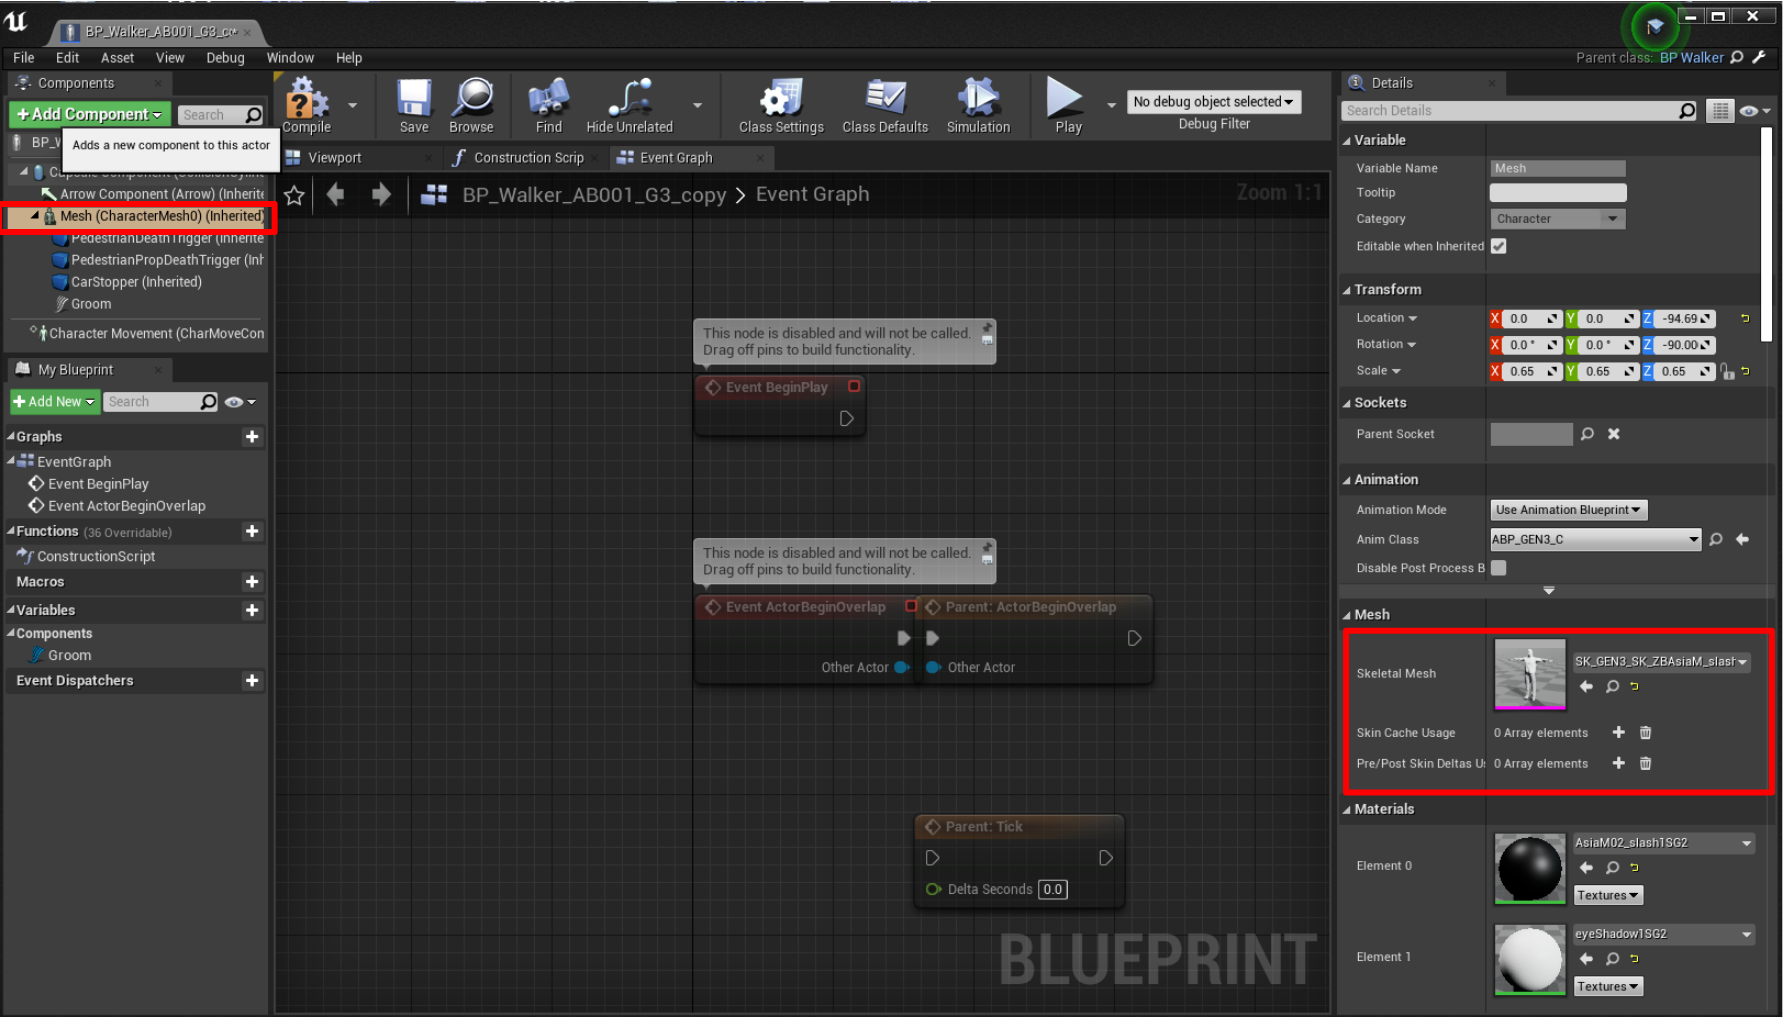 BP_Walker_AB001_G3_co
File Edit Asset View Debug Window Help
Parent class: BP Walker
Components
+Add Component
Search
Adds a new component to this actor
Arrow Component (Arrow) (Inherite
Mesh (CharacterMesh0) (Inherited)
PedestrianDeathTrigger (Inherite
PedestrianPropDeathTrigger (Inh
CarStopper (Inherited)
Groom
Character Movement (CharMoveCom
My Blueprint
+Add New
Search
Graphs
EventGraph
Event BeginPlay
Event ActorBeginOverlap
Functions (36 Overridable)
ConstructionScript
Macros
Variables
Components
Groom
Event Dispatchers
Compile
Save
Browse
Find
Hide Unrelated
Class Settings
Class Defaults
Simulation
Play
No debug object selected
Debug Filter
Viewport
Construction Scrip
Event Graph
BP_Walker_AB001_G3_copy > Event Graph
Zoom 1:1
This node is disabled and will not be called.
Drag off pins to build functionality.
Event BeginPlay
This node is disabled and will not be called.
Drag off pins to build functionality.
Event ActorBeginOverlap
Other Actor
Parent: ActorBeginOverlap
Other Actor
Parent: Tick
Delta Seconds 0.0
BLUEPRINT
Details
Search Details
Variable
Variable Name Mesh
Tooltip
Category Character
Editable when Inherited
Transform
Location X 0.0 Y 0.0 Z -94.69
Rotation X 0.0° Y 0.0° Z -90.00
Scale X 0.65 Y 0.65 Z 0.65
Sockets
Parent Socket
Animation
Animation Mode Use Animation Blueprint
Anim Class ABP_GEN3_C
Disable Post Process B
Mesh
Skeletal Mesh SK_GEN3_SK_ZBAsiaM_slash
Skin Cache Usage 0 Array elements
Pre/Post Skin Deltas Us 0 Array elements
Materials
Element 0 AsiaM02_slash1SG2
Textures
Element 1 eyeShadow1SG2
Textures